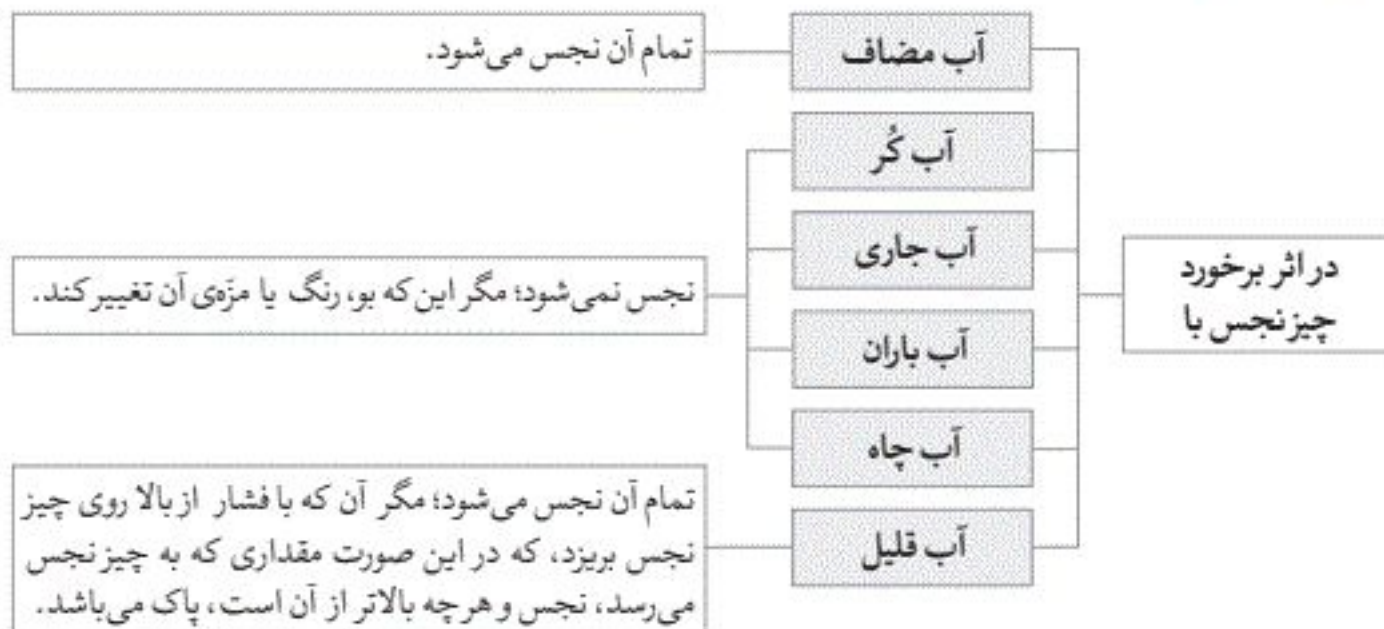 در اثر برخورد
چیز نجس با
آب مضاف
تمام آن نجس می‌شود.
آب کُر
آب جاری
آب باران
آب چاه
نجس نمی‌شود؛ مگر این‌که بو، رنگ یا مزّه‌ی آن تغییر کند.
آب قلیل
تمام آن نجس می‌شود؛ مگر آن که با فشار از بالا روی چیز
نجس بریزد، که در این صورت مقداری که به چیز نجس
می‌رسد، نجس و هر چه بالاتر از آن است، پاک می‌باشد.